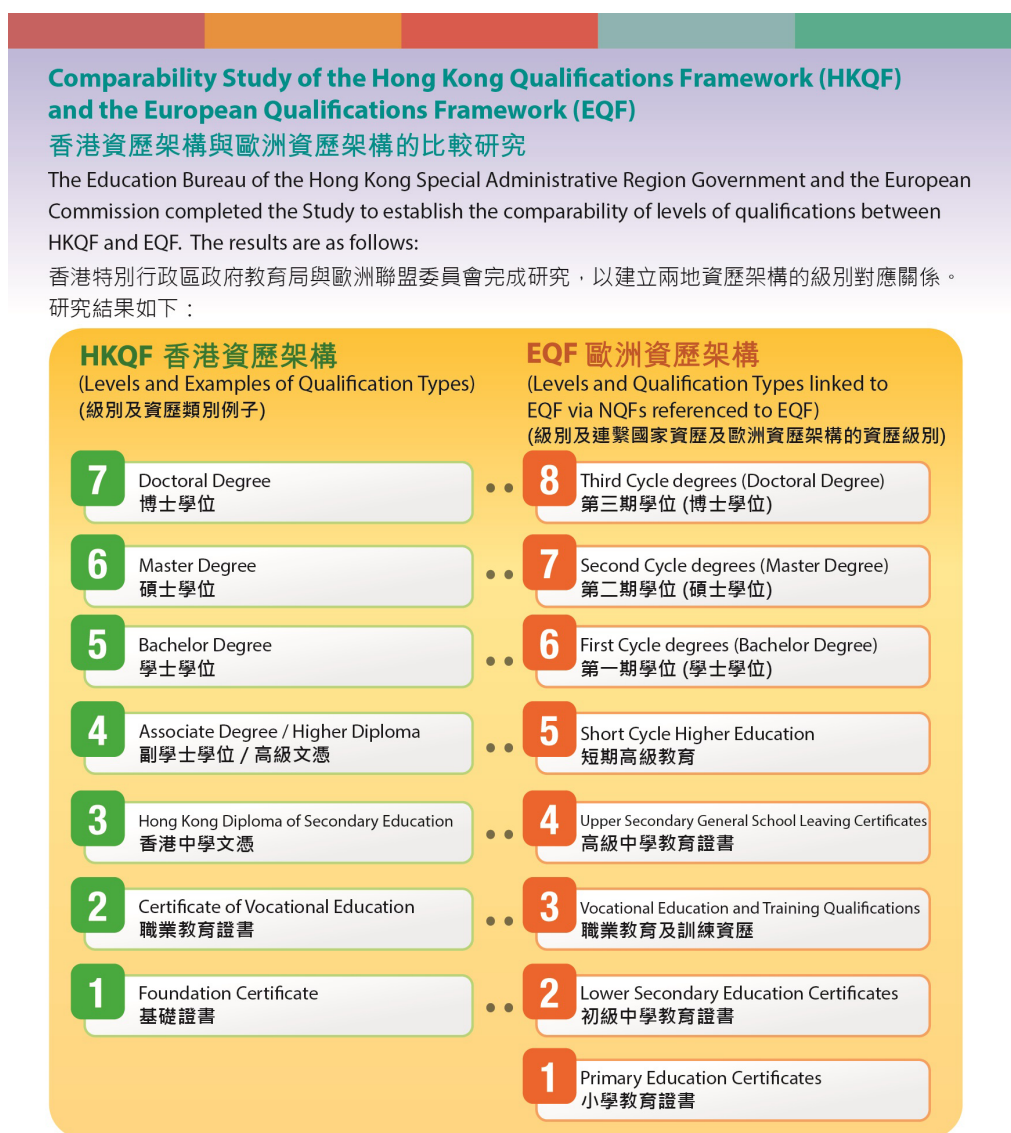 Comparability Study of the Hong Kong Qualifications Framework (HKQF)
and the European Qualifications Framework (EQF)
香港資歷架構與歐洲資歷架構的比較研究
The Education Bureau of the Hong Kong Special Administrative Region Government and the European
Commission completed the Study to establish the comparability of levels of qualifications between
HKQF and EQF. The results are as follows:
香港特別行政區政府教育局與歐洲聯盟委員會完成研究，以建立兩地資歷架構的級別對應關係。
研究結果如下：
HKQF 香港資歷架構
(Levels and Examples of Qualification Types)
(級別及資歷類別例子)
EQF 歐洲資歷架構
(Levels and Qualification Types linked to
EQF via NQFs referenced to EQF)
(級別及連繫國家資歷及歐洲資歷架構的資歷級別)
7
Doctoral Degree
博士學位
8
Third Cycle degrees (Doctoral Degree)
第三期學位 (博士學位)
6
Master Degree
碩士學位
7
Second Cycle degrees (Master Degree)
第二期學位 (碩士學位)
5
Bachelor Degree
學士學位
6
First Cycle degrees (Bachelor Degree)
第一期學位 (學士學位)
4
Associate Degree / Higher Diploma
副學士學位 / 高級文憑
5
Short Cycle Higher Education
短期高級教育
3
Hong Kong Diploma of Secondary Education
香港中學文憑
4
Upper Secondary General School Leaving Certificates
高級中學教育證書
2
Certificate of Vocational Education
職業教育證書
3
Vocational Education and Training Qualifications
職業教育及訓練資歷
1
Foundation Certificate
基礎證書
2
Lower Secondary Education Certificates
初級中學教育證書
1
Primary Education Certificates
小學教育證書